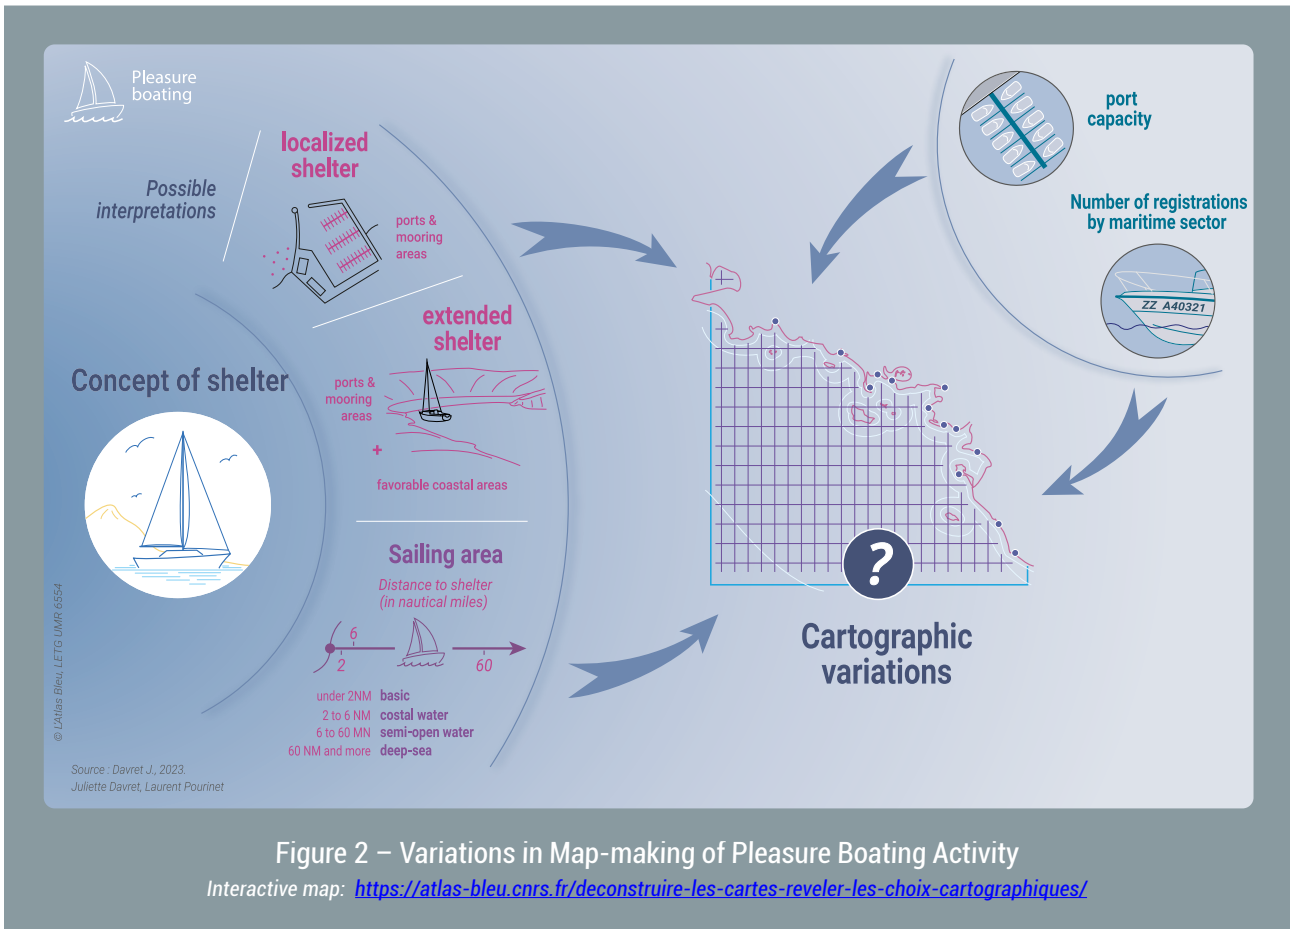 Pleasure
boating
Possible
interpretations
localized
shelter
ports &
mooring
areas
extended
shelter
ports &
mooring
areas
+
favorable coastal areas
Concept of shelter
Sailing area
Distance to shelter
(in nautical miles)
6
2
60
under 2NM basic
2 to 6 NM costal water
6 to 60 MN semi-open water
60 NM and more deep-sea
port
capacity
Number of registrations
by maritime sector
ZZ A40321
?
Cartographic
variations
© L'Atlas Bleu, LETG UMR 6554
Source : Davret J., 2023.
Juliette Davret, Laurent Pourinet
Figure 2 – Variations in Map-making of Pleasure Boating Activity
Interactive map: https://atlas-bleu.cnrs.fr/deconstruire-les-cartes-reveler-les-choix-cartographiques/